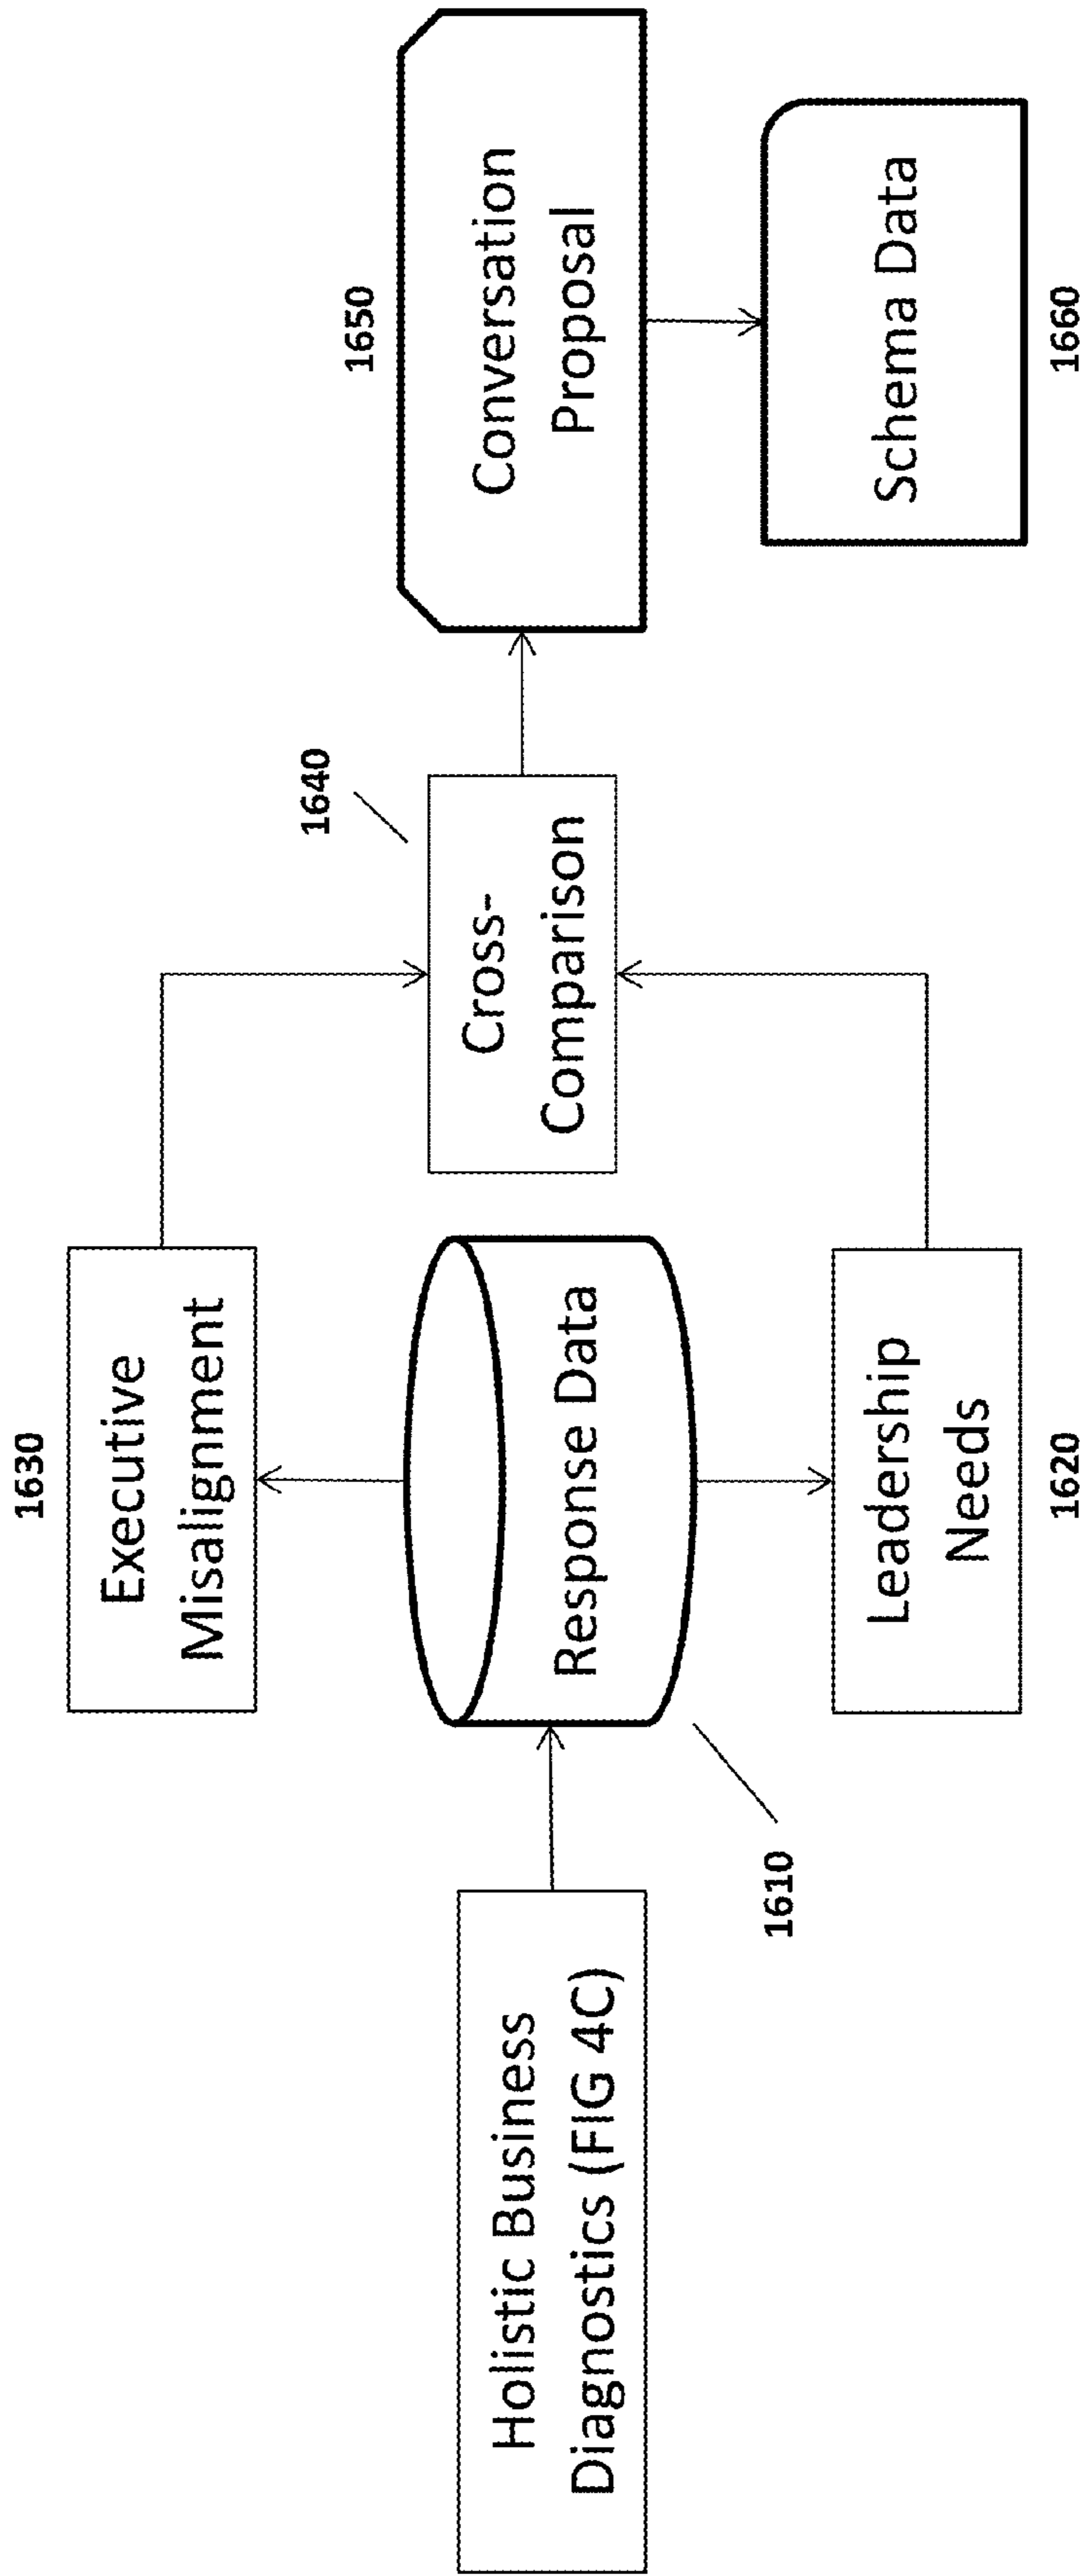 Holistic Business
Diagnostics (FIG 4C)
1610
Response Data
1630
Executive
Misalignment
Leadership
Needs
1620
1640
Cross-
Comparison
1650
Conversation
Proposal
Schema Data
1660